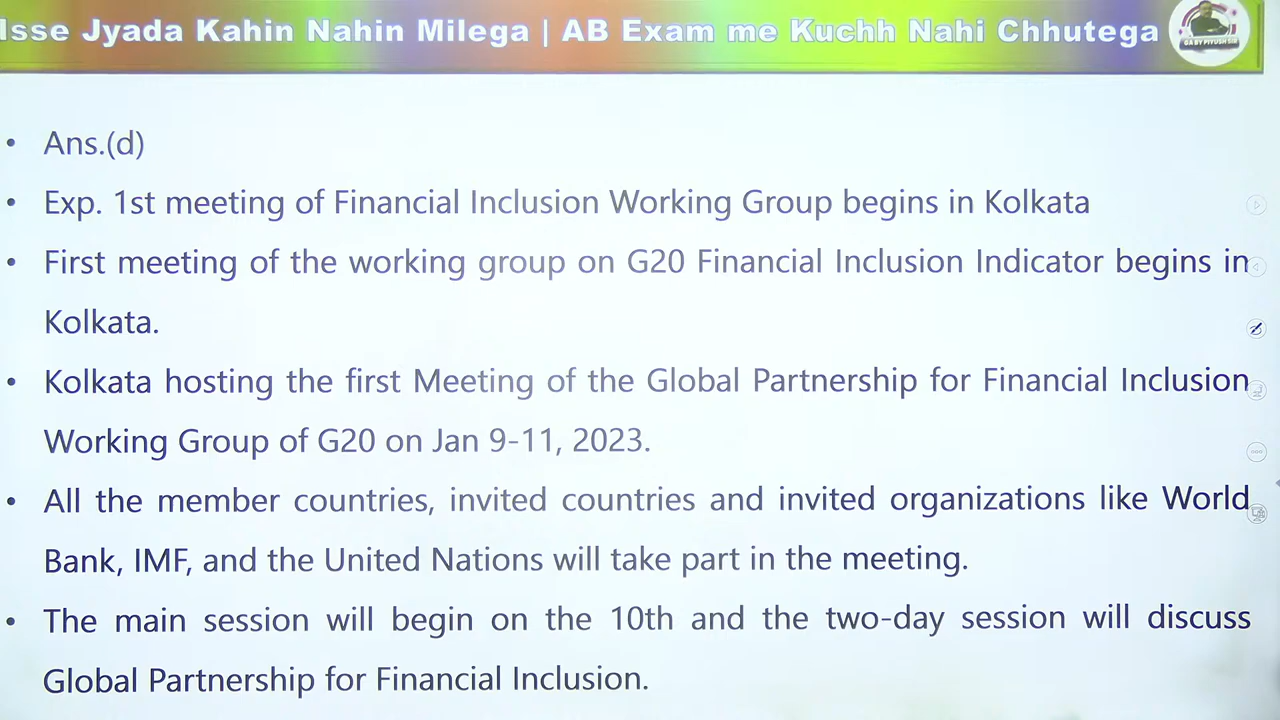 Isse Jyada Kahin Nahin Milega | AB Exam me Kuchh Nahi Chhutega
GA BY PIYUSH SIR
• Ans.(d)
• Exp. 1st meeting of Financial Inclusion Working Group begins in Kolkata
• First meeting of the working group on G20 Financial Inclusion Indicator begins in
Kolkata.
• Kolkata hosting the first Meeting of the Global Partnership for Financial Inclusion
Working Group of G20 on Jan 9-11, 2023.
• All the member countries, invited countries and invited organizations like World
Bank, IMF, and the United Nations will take part in the meeting.
• The main session will begin on the 10th and the two-day session will discuss
Global Partnership for Financial Inclusion.